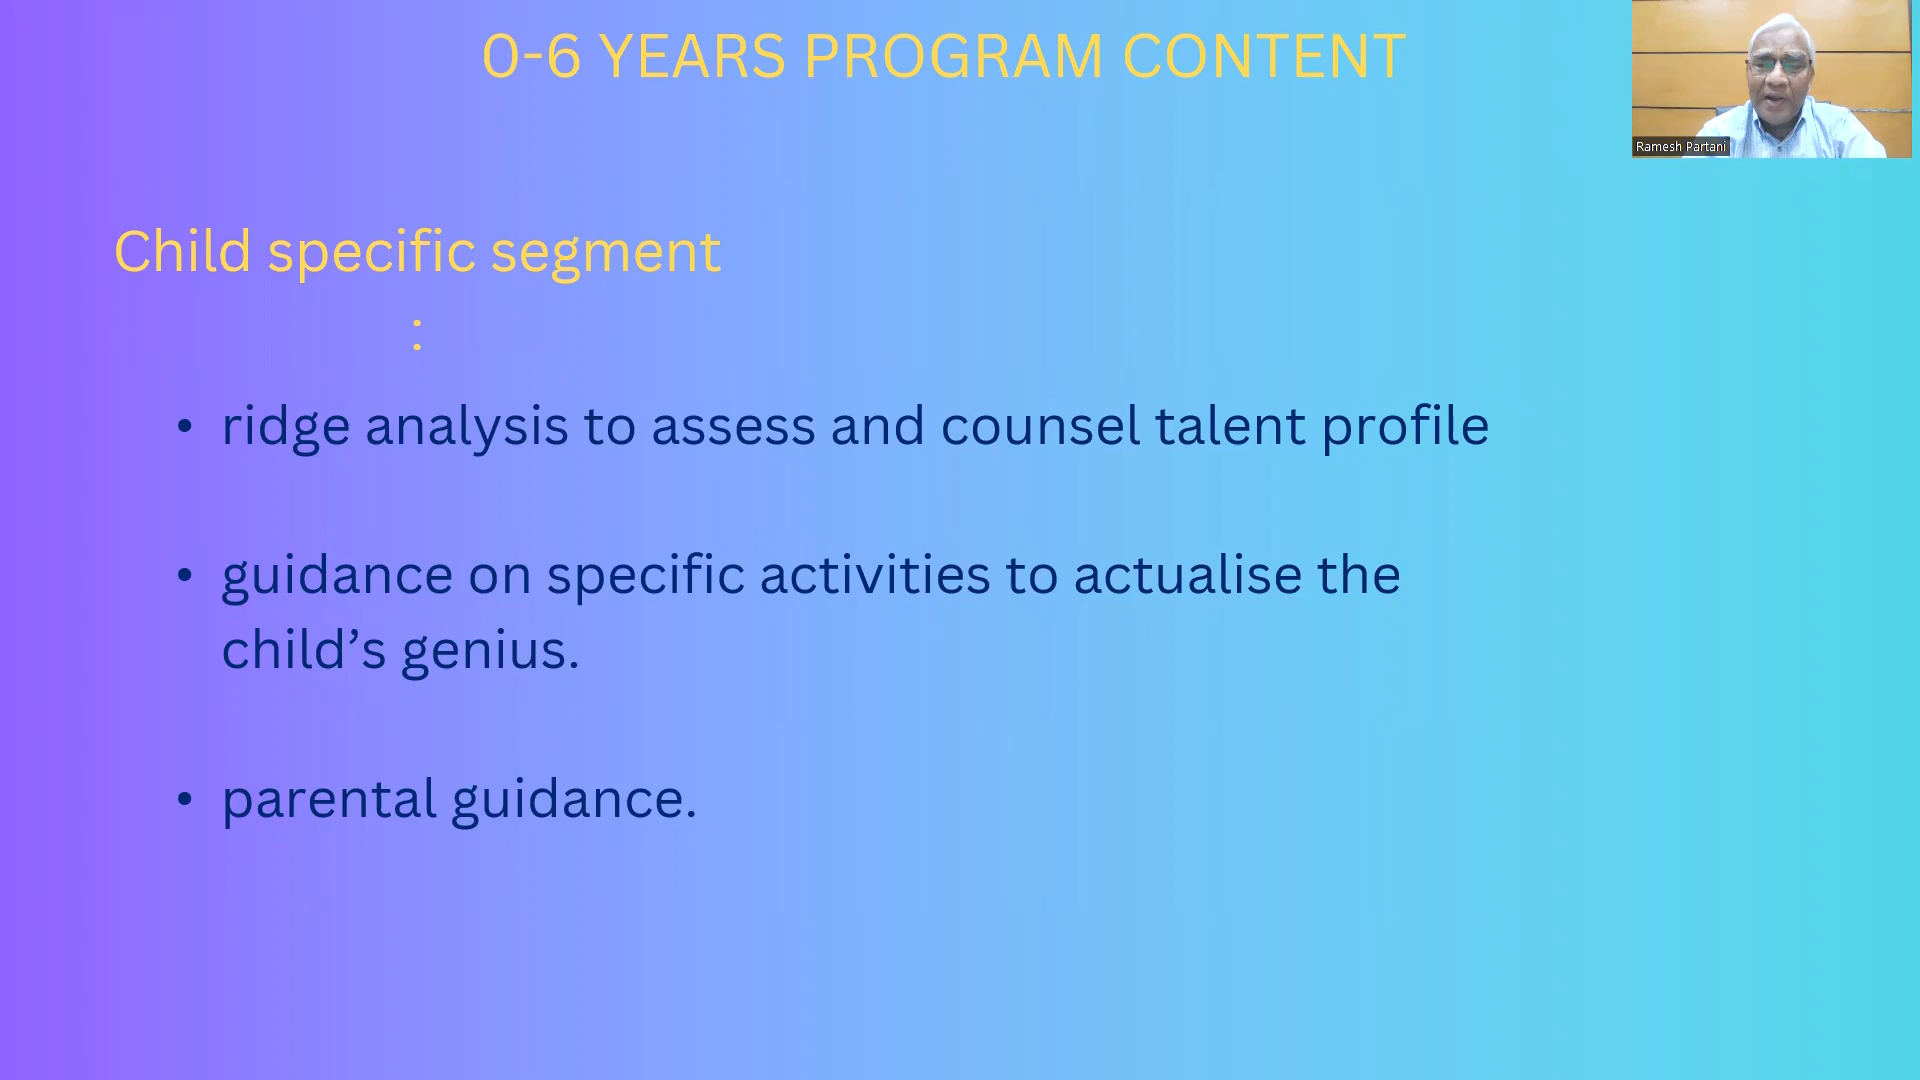 0-6 YEARS PROGRAM CONTENT
Ramesh Partani
Child specific segment
:
• ridge analysis to assess and counsel talent profile
• guidance on specific activities to actualise the
child’s genius.
• parental guidance.